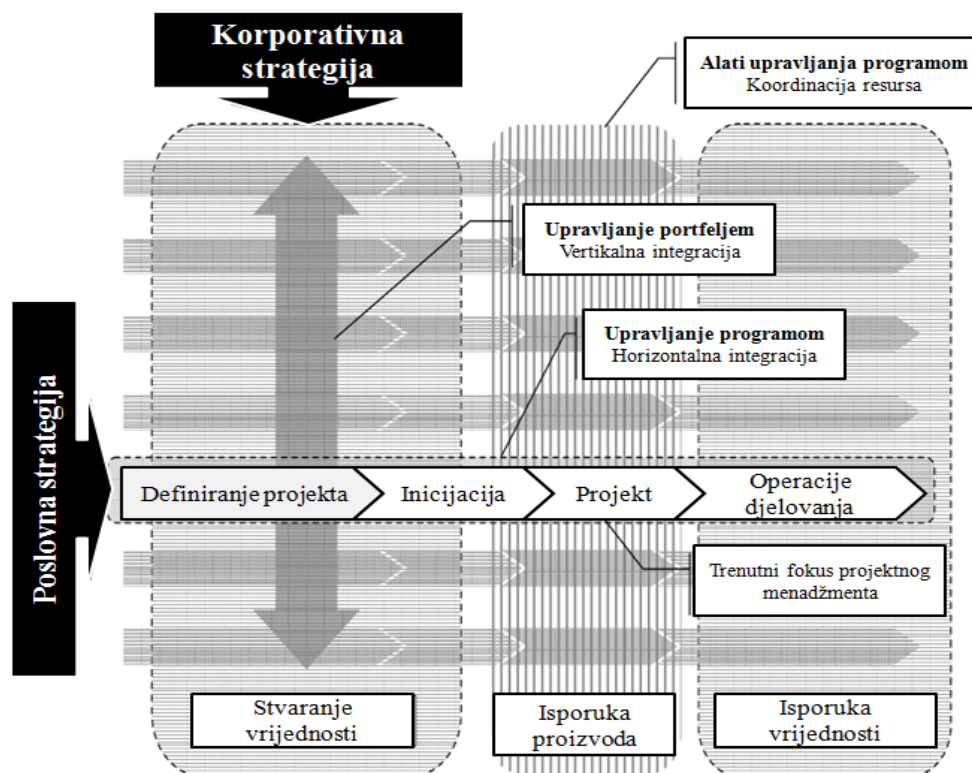 Korporativna
strategija
Alati upravljanja programom
Koordinacija resursa
Upravljanje portfeljem
Vertikalna integracija
Upravljanje programom
Horizontalna integracija
Poslovna strategija
Definiranje projekta
Inicijacija
Projekt
Operacije
djelovanja
Trenutni fokus projektnog
menadžmenta
Stvaranje
vrijednosti
Isporuka
proizvoda
Isporuka
vrijednosti